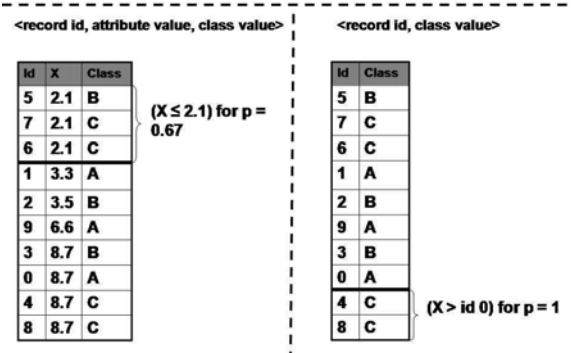 <record id, attribute value, class value>
Id X Class
5 2.1 B
7 2.1 C
6 2.1 C
1 3.3 A
2 3.5 B
9 6.6 A
3 8.7 B
0 8.7 A
4 8.7 C
8 8.7 C
(X ≤ 2.1) for p =
0.67
<record id, class value>
Id Class
5 B
7 C
6 C
1 A
2 B
9 A
3 B
0 A
4 C
8 C
(X > id 0) for p = 1